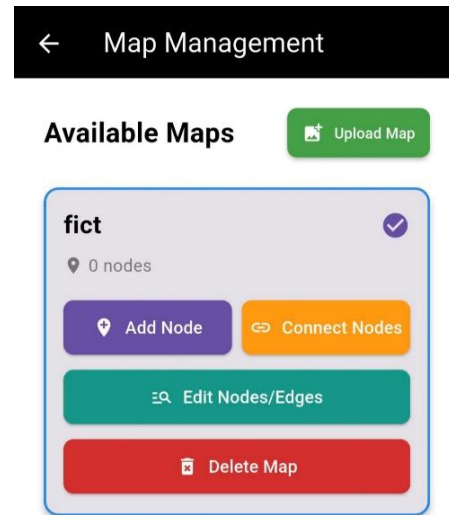 Map Management
Available Maps
Upload Map
fict
0 nodes
Add Node
Connect Nodes
Edit Nodes/Edges
Delete Map